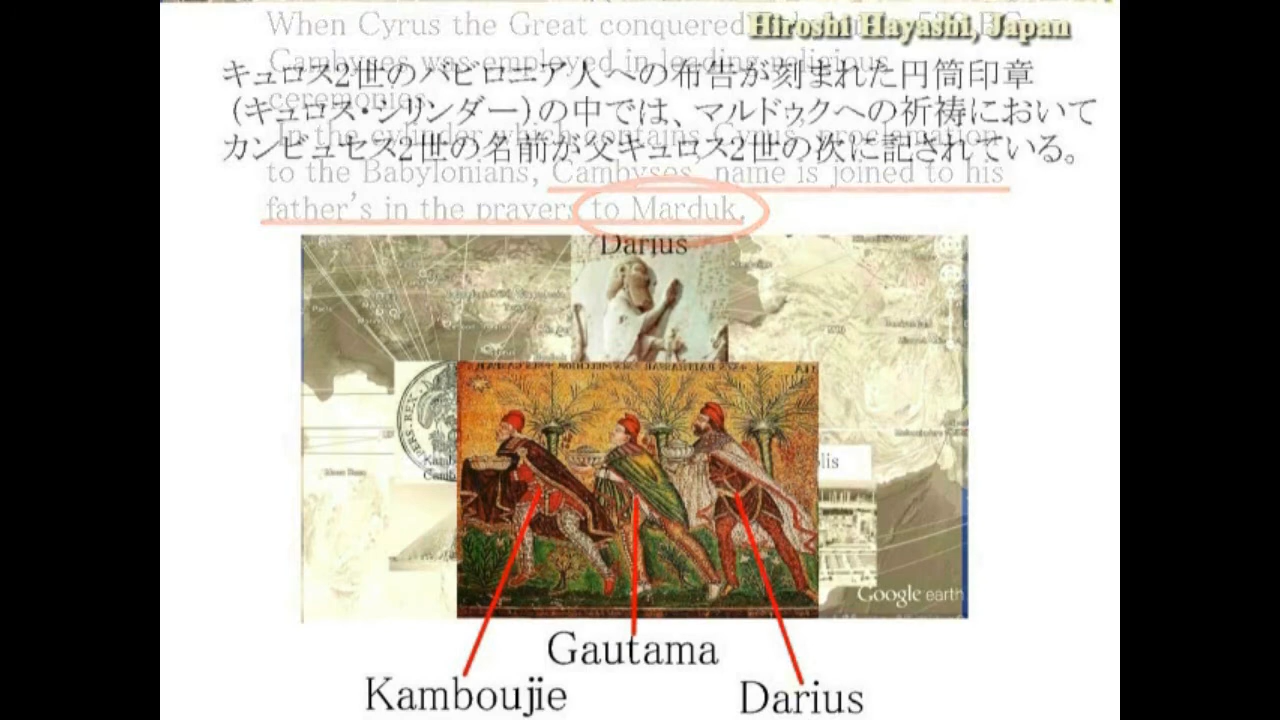 When Cyrus the Great conquered
Hiroshi Hayashi, Japan
Cambyses was employed in leading religious
ceremonies
キュロス2世のバビロニア人への布告が刻まれた円筒印章
(キュロス・シリンダー)の中では、マルドゥクへの祈祷において
カンビュセス2世の名前が父キュロス2世の次に記されている。
In the cylinder which contains Cyrus, proclamation
to the Babylonians, Cambyses, name is joined to his
father's in the prayers to Marduk.
Darius
Google earth
Gautama
Kamboujie
Darius